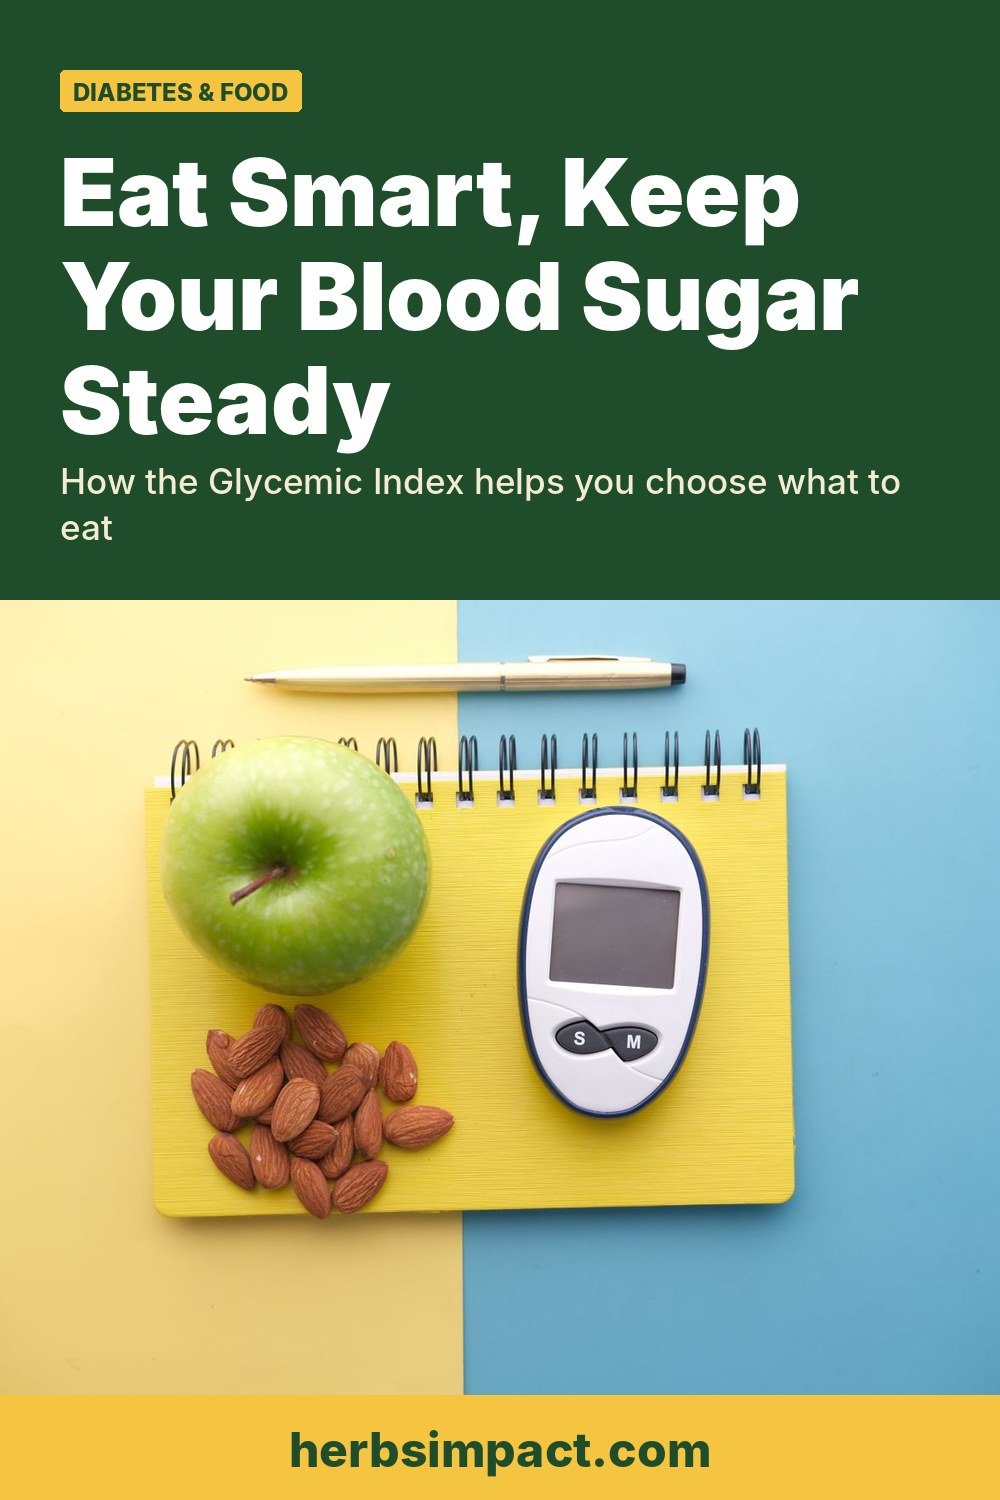 DIABETES & FOOD
Eat Smart, Keep
Your Blood Sugar
Steady
How the Glycemic Index helps you choose what to
eat
S M
herbsimpact.com